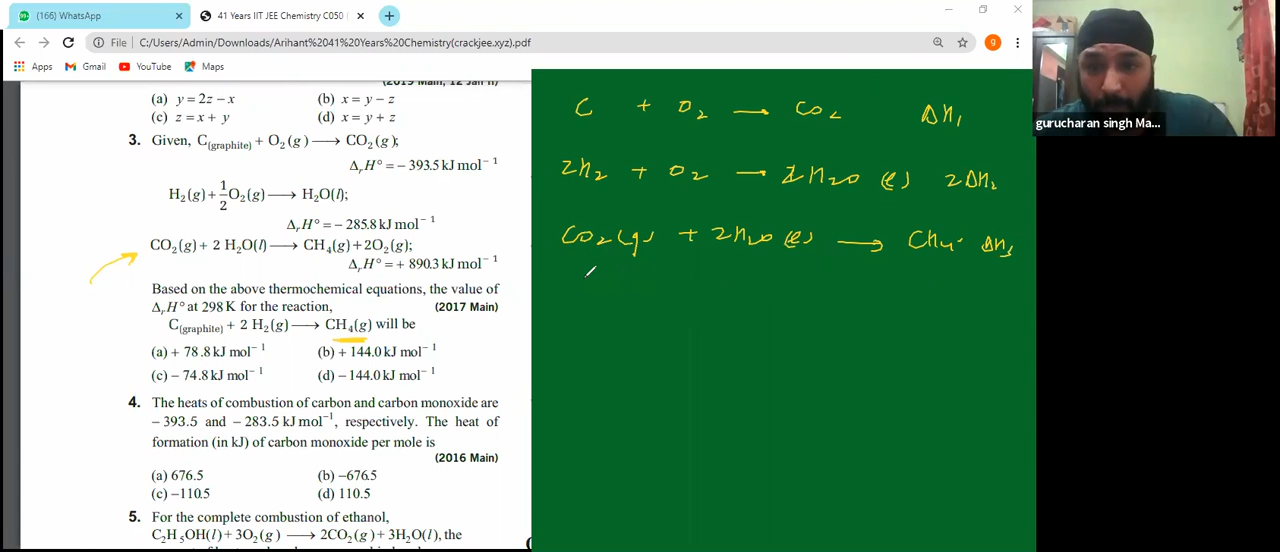 (166) WhatsApp
41 Years IIT JEE Chemistry C050
File | C:/Users/Admin/Downloads/Arihant%2041%20Years%20Chemistry(crackjee.xyz).pdf
g
Apps Gmail YouTube Maps
(2019 Main, 12 Jan II)
(a) y = 2z – x (b) x = y – z
(c) z = x + y (d) x = y + z
3. Given, C(graphite) + O₂(g) ⟶ CO₂(g);
ΔᵣH° = – 393.5 kJ mol⁻¹
H₂(g) + 1/2 O₂(g) ⟶ H₂O(l);
ΔᵣH° = – 285.8 kJ mol⁻¹
CO₂(g) + 2 H₂O(l) ⟶ CH₄(g) + 2O₂(g);
ΔᵣH° = + 890.3 kJ mol⁻¹
Based on the above thermochemical equations, the value of
ΔᵣH° at 298 K for the reaction, (2017 Main)
C(graphite) + 2 H₂(g) ⟶ CH₄(g) will be
(a) + 78.8 kJ mol⁻¹ (b) + 144.0 kJ mol⁻¹
(c) – 74.8 kJ mol⁻¹ (d) – 144.0 kJ mol⁻¹
4. The heats of combustion of carbon and carbon monoxide are
– 393.5 and – 283.5 kJ mol⁻¹, respectively. The heat of
formation (in kJ) of carbon monoxide per mole is
(2016 Main)
(a) 676.5 (b) –676.5
(c) –110.5 (d) 110.5
5. For the complete combustion of ethanol,
C₂H₅OH(l) + 3O₂(g) ⟶ 2CO₂(g) + 3H₂O(l), the
C + O₂ ⟶ CO₂ ΔH₁
2H₂ + O₂ ⟶ 2H₂O (l) 2ΔH₂
CO₂(g) + 2H₂O(l) ⟶ CH₄ ΔH₃
gurucharan singh Ma...